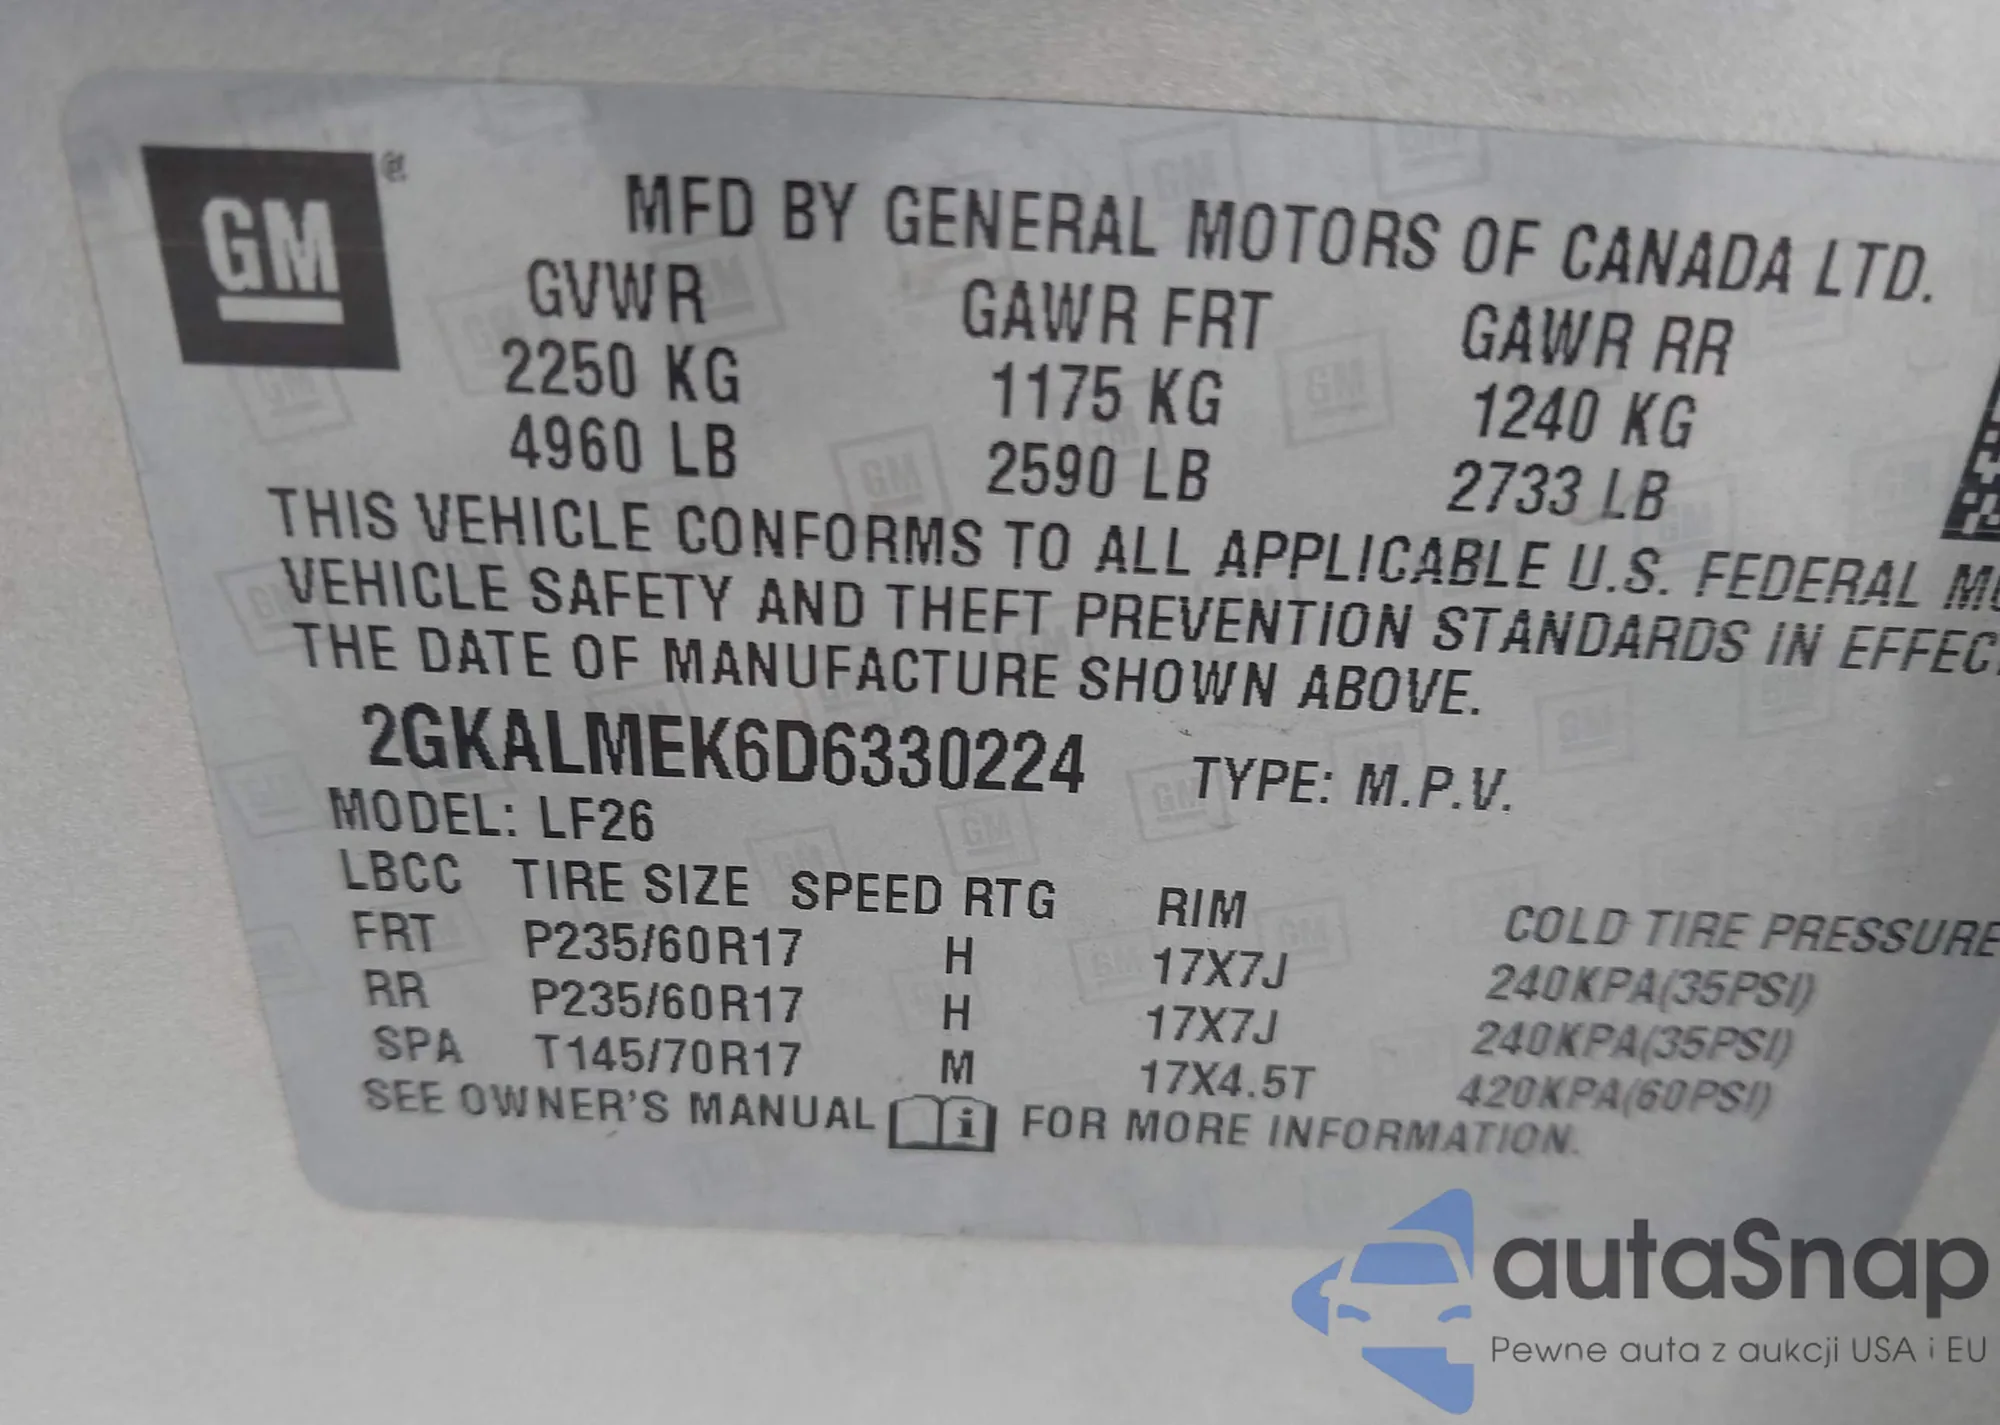 GM®
MFD BY GENERAL MOTORS OF CANADA LTD.
GVWR GAWR FRT GAWR RR
2250 KG 1175 KG 1240 KG
4960 LB 2590 LB 2733 LB
THIS VEHICLE CONFORMS TO ALL APPLICABLE U.S. FEDERAL
VEHICLE SAFETY AND THEFT PREVENTION STANDARDS IN EFFEC
THE DATE OF MANUFACTURE SHOWN ABOVE.
2GKALMEK6D6330224 TYPE: M.P.V.
MODEL: LF26
LBCC TIRE SIZE SPEED RTG RIM COLD TIRE PRESSURE
FRT P235/60R17 H 17X7J 240KPA(35PSI)
RR P235/60R17 H 17X7J 240KPA(35PSI)
SPA T145/70R17 M 17X4.5T 420KPA(60PSI)
SEE OWNER'S MANUAL i FOR MORE INFORMATION.
autaSnap
Pewne auta z aukcji USA i EU